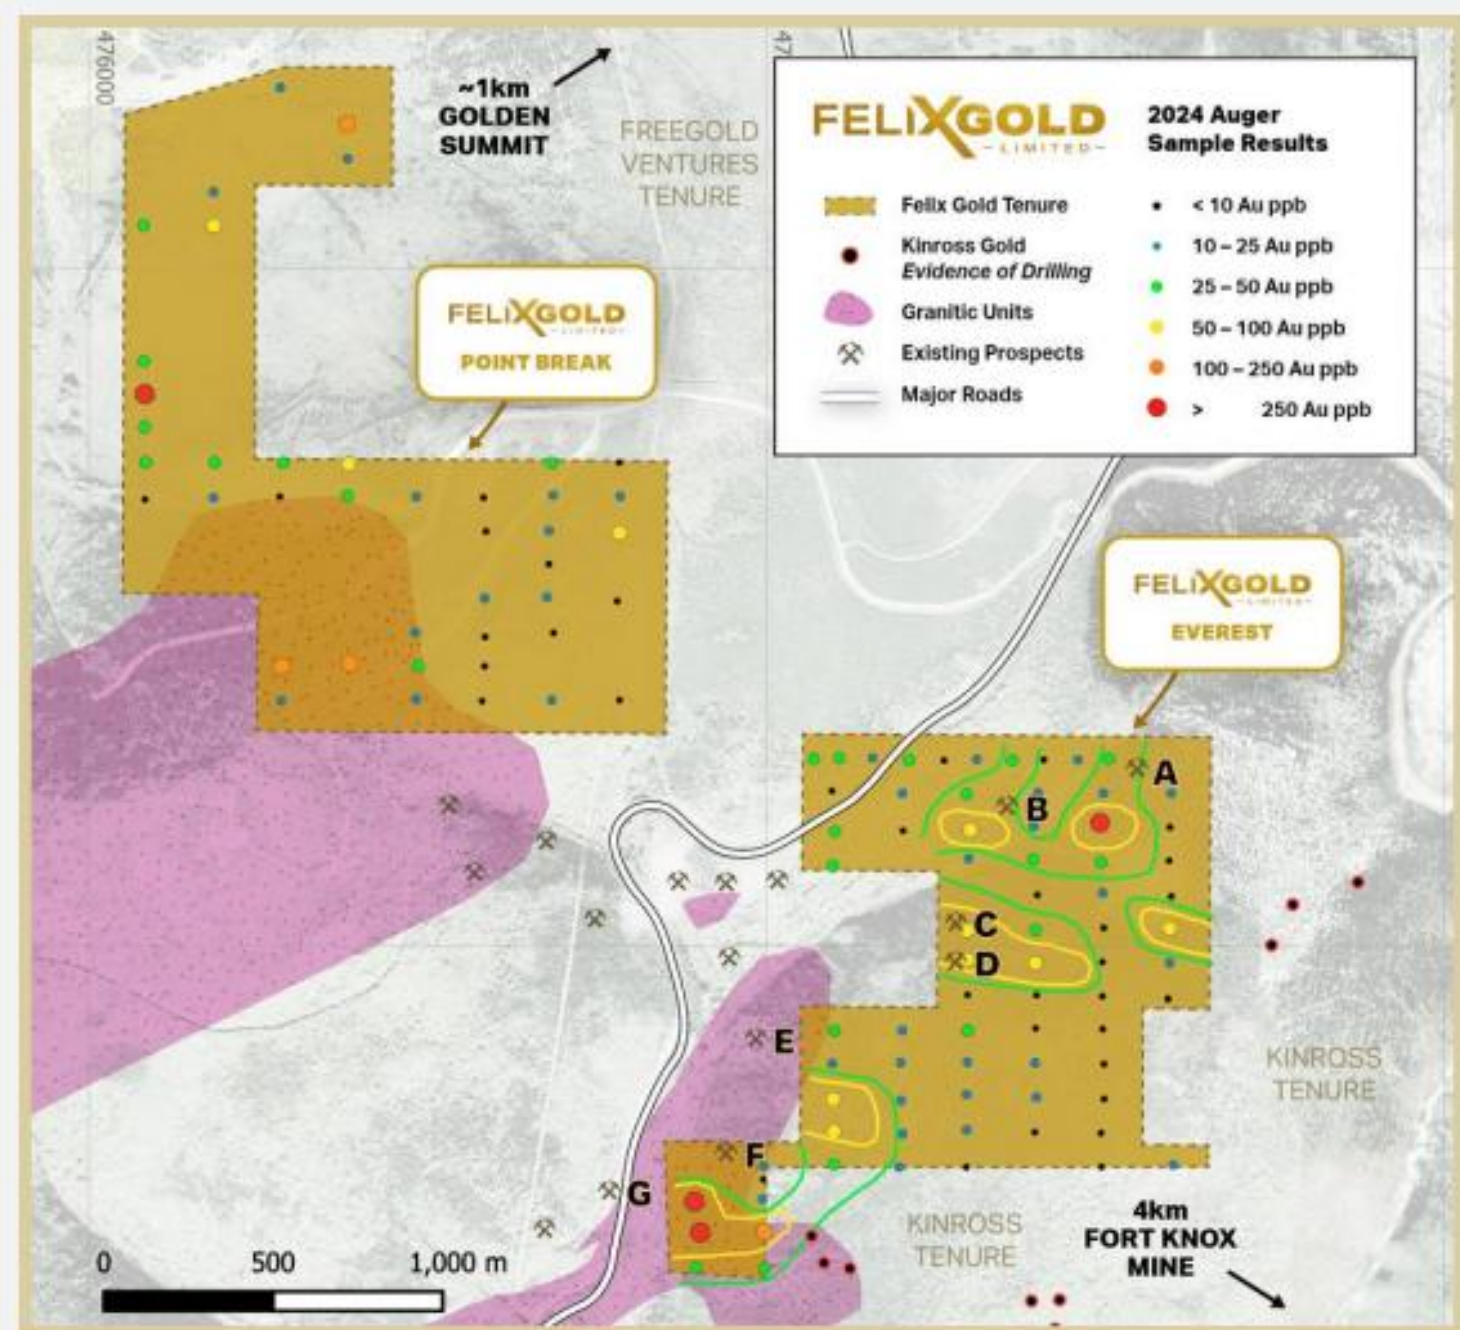 476000
47
~1km
GOLDEN
SUMMIT
FREEGOLD
VENTURES
TENURE
FELIXGOLD
LIMITED
2024 Auger
Sample Results
Felix Gold Tenure
Kinross Gold
Evidence of Drilling
Granitic Units
Existing Prospects
Major Roads
< 10 Au ppb
10 – 25 Au ppb
25 – 50 Au ppb
50 – 100 Au ppb
100 – 250 Au ppb
> 250 Au ppb
FELIXGOLD
LIMITED
POINT BREAK
FELIXGOLD
LIMITED
EVEREST
A
B
C
D
E
F
G
KINROSS
TENURE
KINROSS
TENURE
4km
FORT KNOX
MINE
0 500 1,000 m